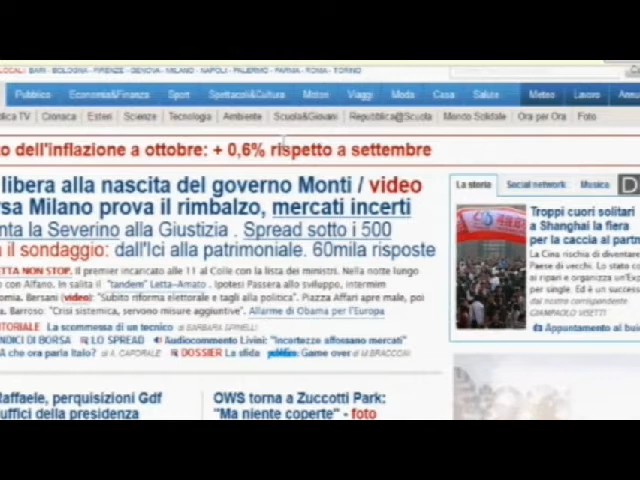 LOCALI BARI - BOLOGNA - FIRENZE - GENOVA - MILANO - NAPOLI - PALERMO - PARMA - ROMA - TORINO
Pubblico Economia&Finanza Sport Spettacoli&Cultura Motori Viaggi Moda Casa Salute Meteo Lavoro Annu
lica TV Cronaca Esteri Scienze Tecnologia Ambiente Scuola&Giovani Repubblica@Scuola Mondo Solidale Ora per Ora Foto
o dell'inflazione a ottobre: + 0,6% rispetto a settembre
libera alla nascita del governo Monti / video
rsa Milano prova il rimbalzo, mercati incerti
nta la Severino alla Giustizia . Spread sotto i 500
il sondaggio: dall'Ici alla patrimoniale. 60mila risposte
ETTA NON STOP. Il premier incaricato alle 11 al Colle con la lista dei ministri. Nella notte lungo
con Alfano. In salita il "tandem" Letta-Amato . Ipotesi Passera allo sviluppo, interim
omia. Bersani (video): "Subito riforma elettorale e tagli alla politica". Piazza Affari apre male, poi
Barroso: "Crisi sistemica, servono misure aggiuntive". Allarme di Obama per l'Europa
TORIALE La scommessa di un tecnico di BARBARA SPINELLI
NDICI DI BORSA LO SPREAD Audiocommento Livini: "Incertezze affossano mercati"
A che ora parla Italo? di A. CAPORALE DOSSIER La sfida Game over di M BRACCONI
affaele, perquisizioni Gdf
uffici della presidenza
OWS torna a Zuccotti Park:
"Ma niente coperte" - foto
La storia Social network Musica D
Troppi cuori solitari
a Shanghai la fiera
per la caccia al partn
La Cina rischia di diventare
Paese di vecchi. Lo stato co
ai ripari e organizza un'Exp
per single. Ed è un success
dal nostro corrispondente
GIAMPAOLO VISETTI
Appuntamento al bu